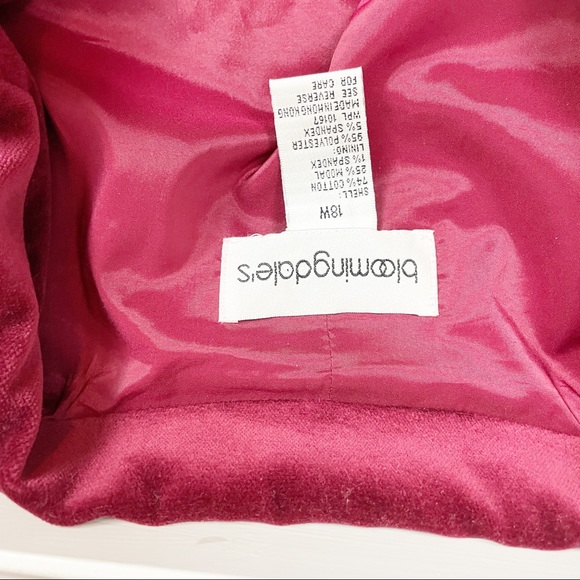 bloomingdale's
18W
SHELL:
74% COTTON
25% MODAL
1% SPANDEX
LINING:
95% POLYESTER
5% SPANDEX
WPL 10167
MADE IN HONG KONG
SEE REVERSE
FOR CARE